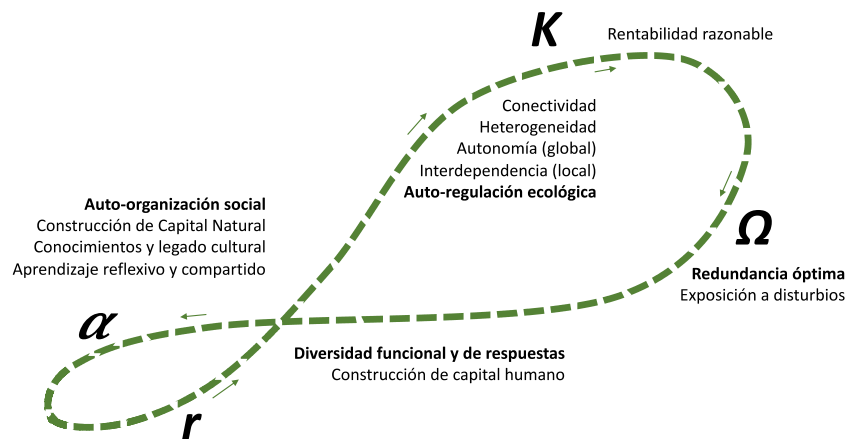 K
Rentabilidad razonable
Conectividad
Heterogeneidad
Autonomía (global)
Interdependencia (local)
Auto-regulación ecológica
Auto-organización social
Construcción de Capital Natural
Conocimientos y legado cultural
Aprendizaje reflexivo y compartido
Ω
Redundancia óptima
Exposición a disturbios
α
Diversidad funcional y de respuestas
Construcción de capital humano
r